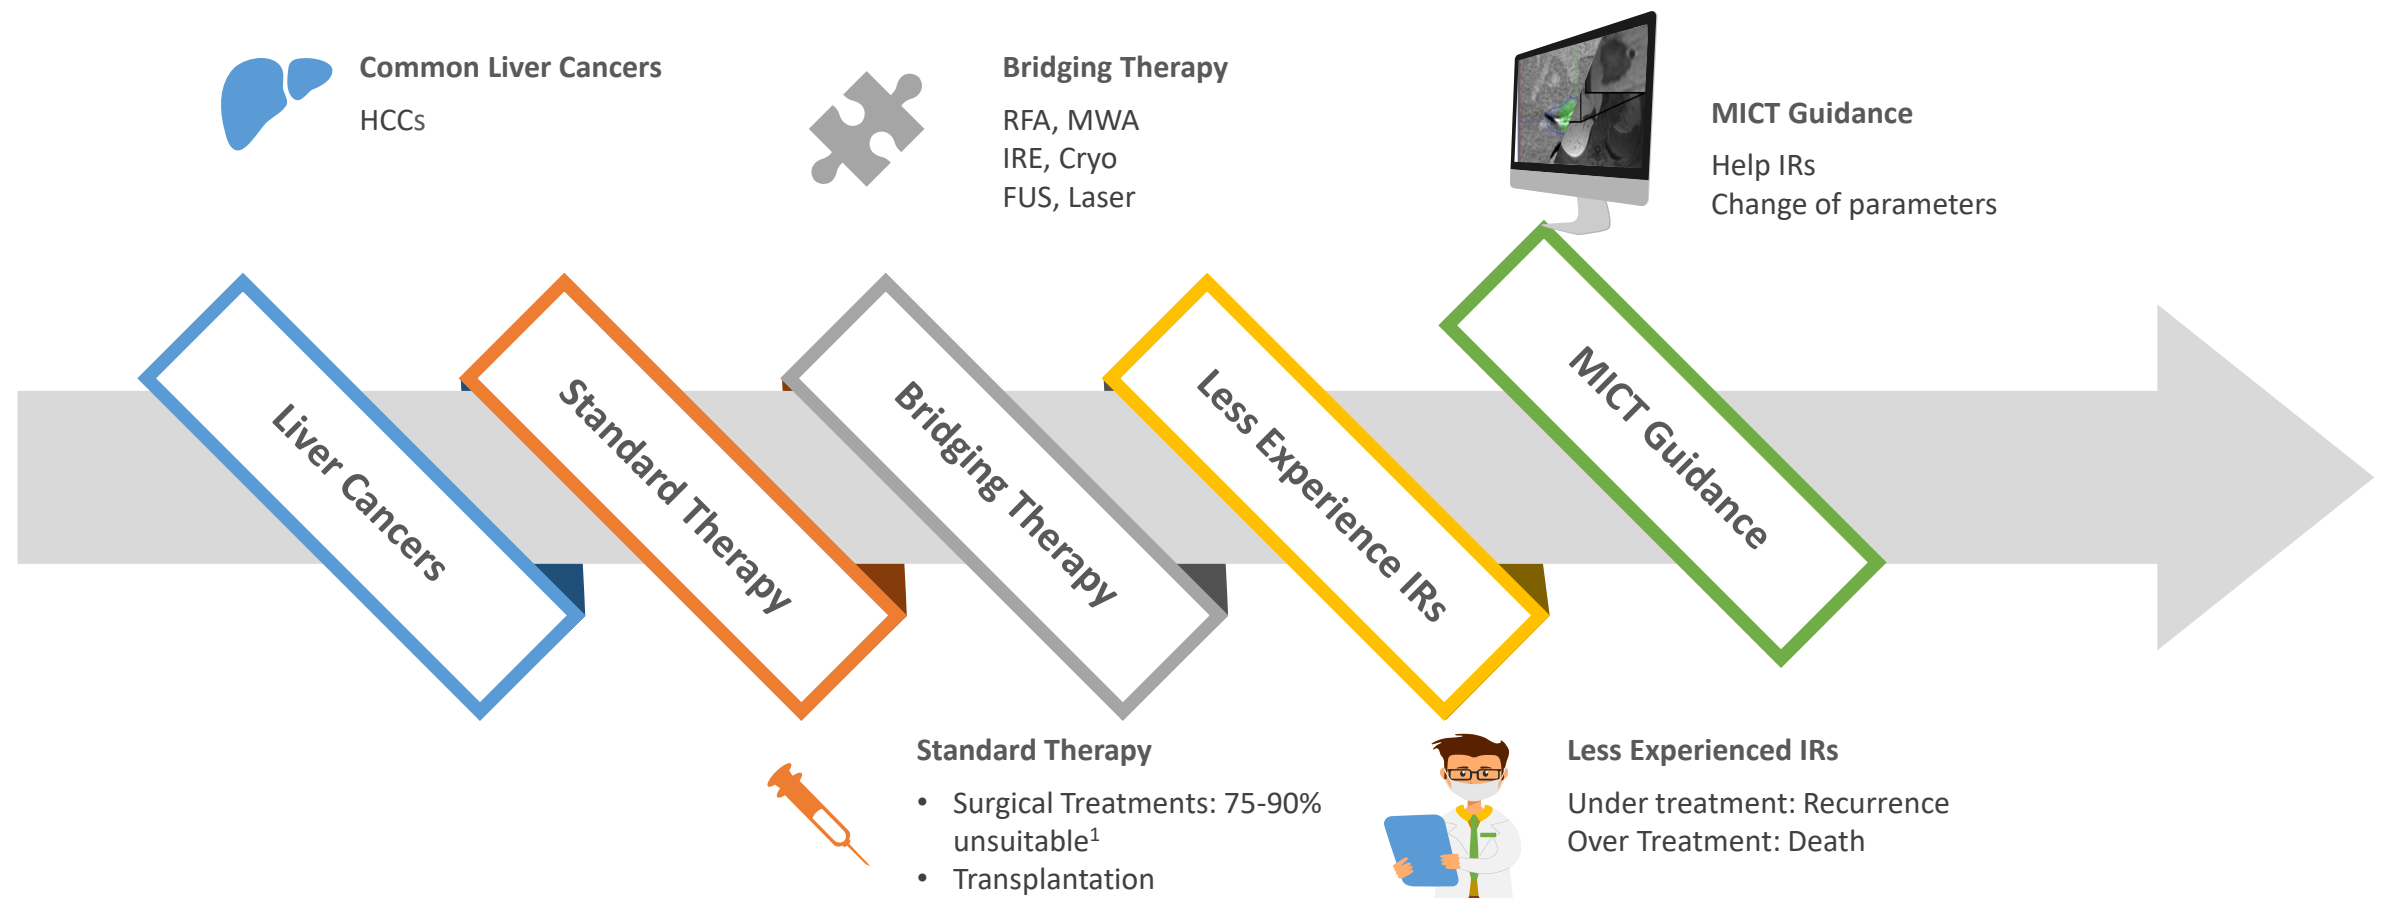 Common Liver Cancers
HCCs
Bridging Therapy
RFA, MWA
IRE, Cryo
FUS, Laser
MICT Guidance
Help IRs
Change of parameters
Liver Cancers
Standard Therapy
Bridging Therapy
Less Experience IRs
MICT Guidance
Standard Therapy
• Surgical Treatments: 75-90%
unsuitable¹
• Transplantation
Less Experienced IRs
Under treatment: Recurrence
Over Treatment: Death